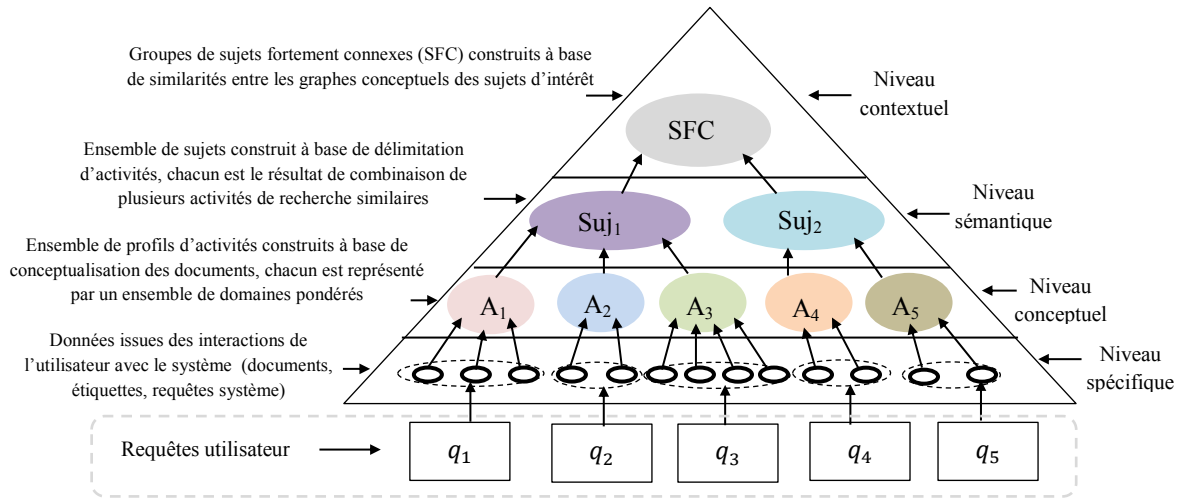 Groupes de sujets fortement connexes (SFC) construits à base
de similarités entre les graphes conceptuels des sujets d'intérêt
Niveau
contextuel
SFC
Ensemble de sujets construit à base de délimitation
d'activités, chacun est le résultat de combinaison de
plusieurs activités de recherche similaires
Niveau
sémantique
Suj₁
Suj₂
Ensemble de profils d'activités construits à base de
conceptualisation des documents, chacun est représenté
par un ensemble de domaines pondérés
Niveau
conceptuel
A₁
A₂
A₃
A₄
A₅
Données issues des interactions de
l'utilisateur avec le système (documents,
étiquettes, requêtes système)
Niveau
spécifique
Requêtes utilisateur
q₁
q₂
q₃
q₄
q₅